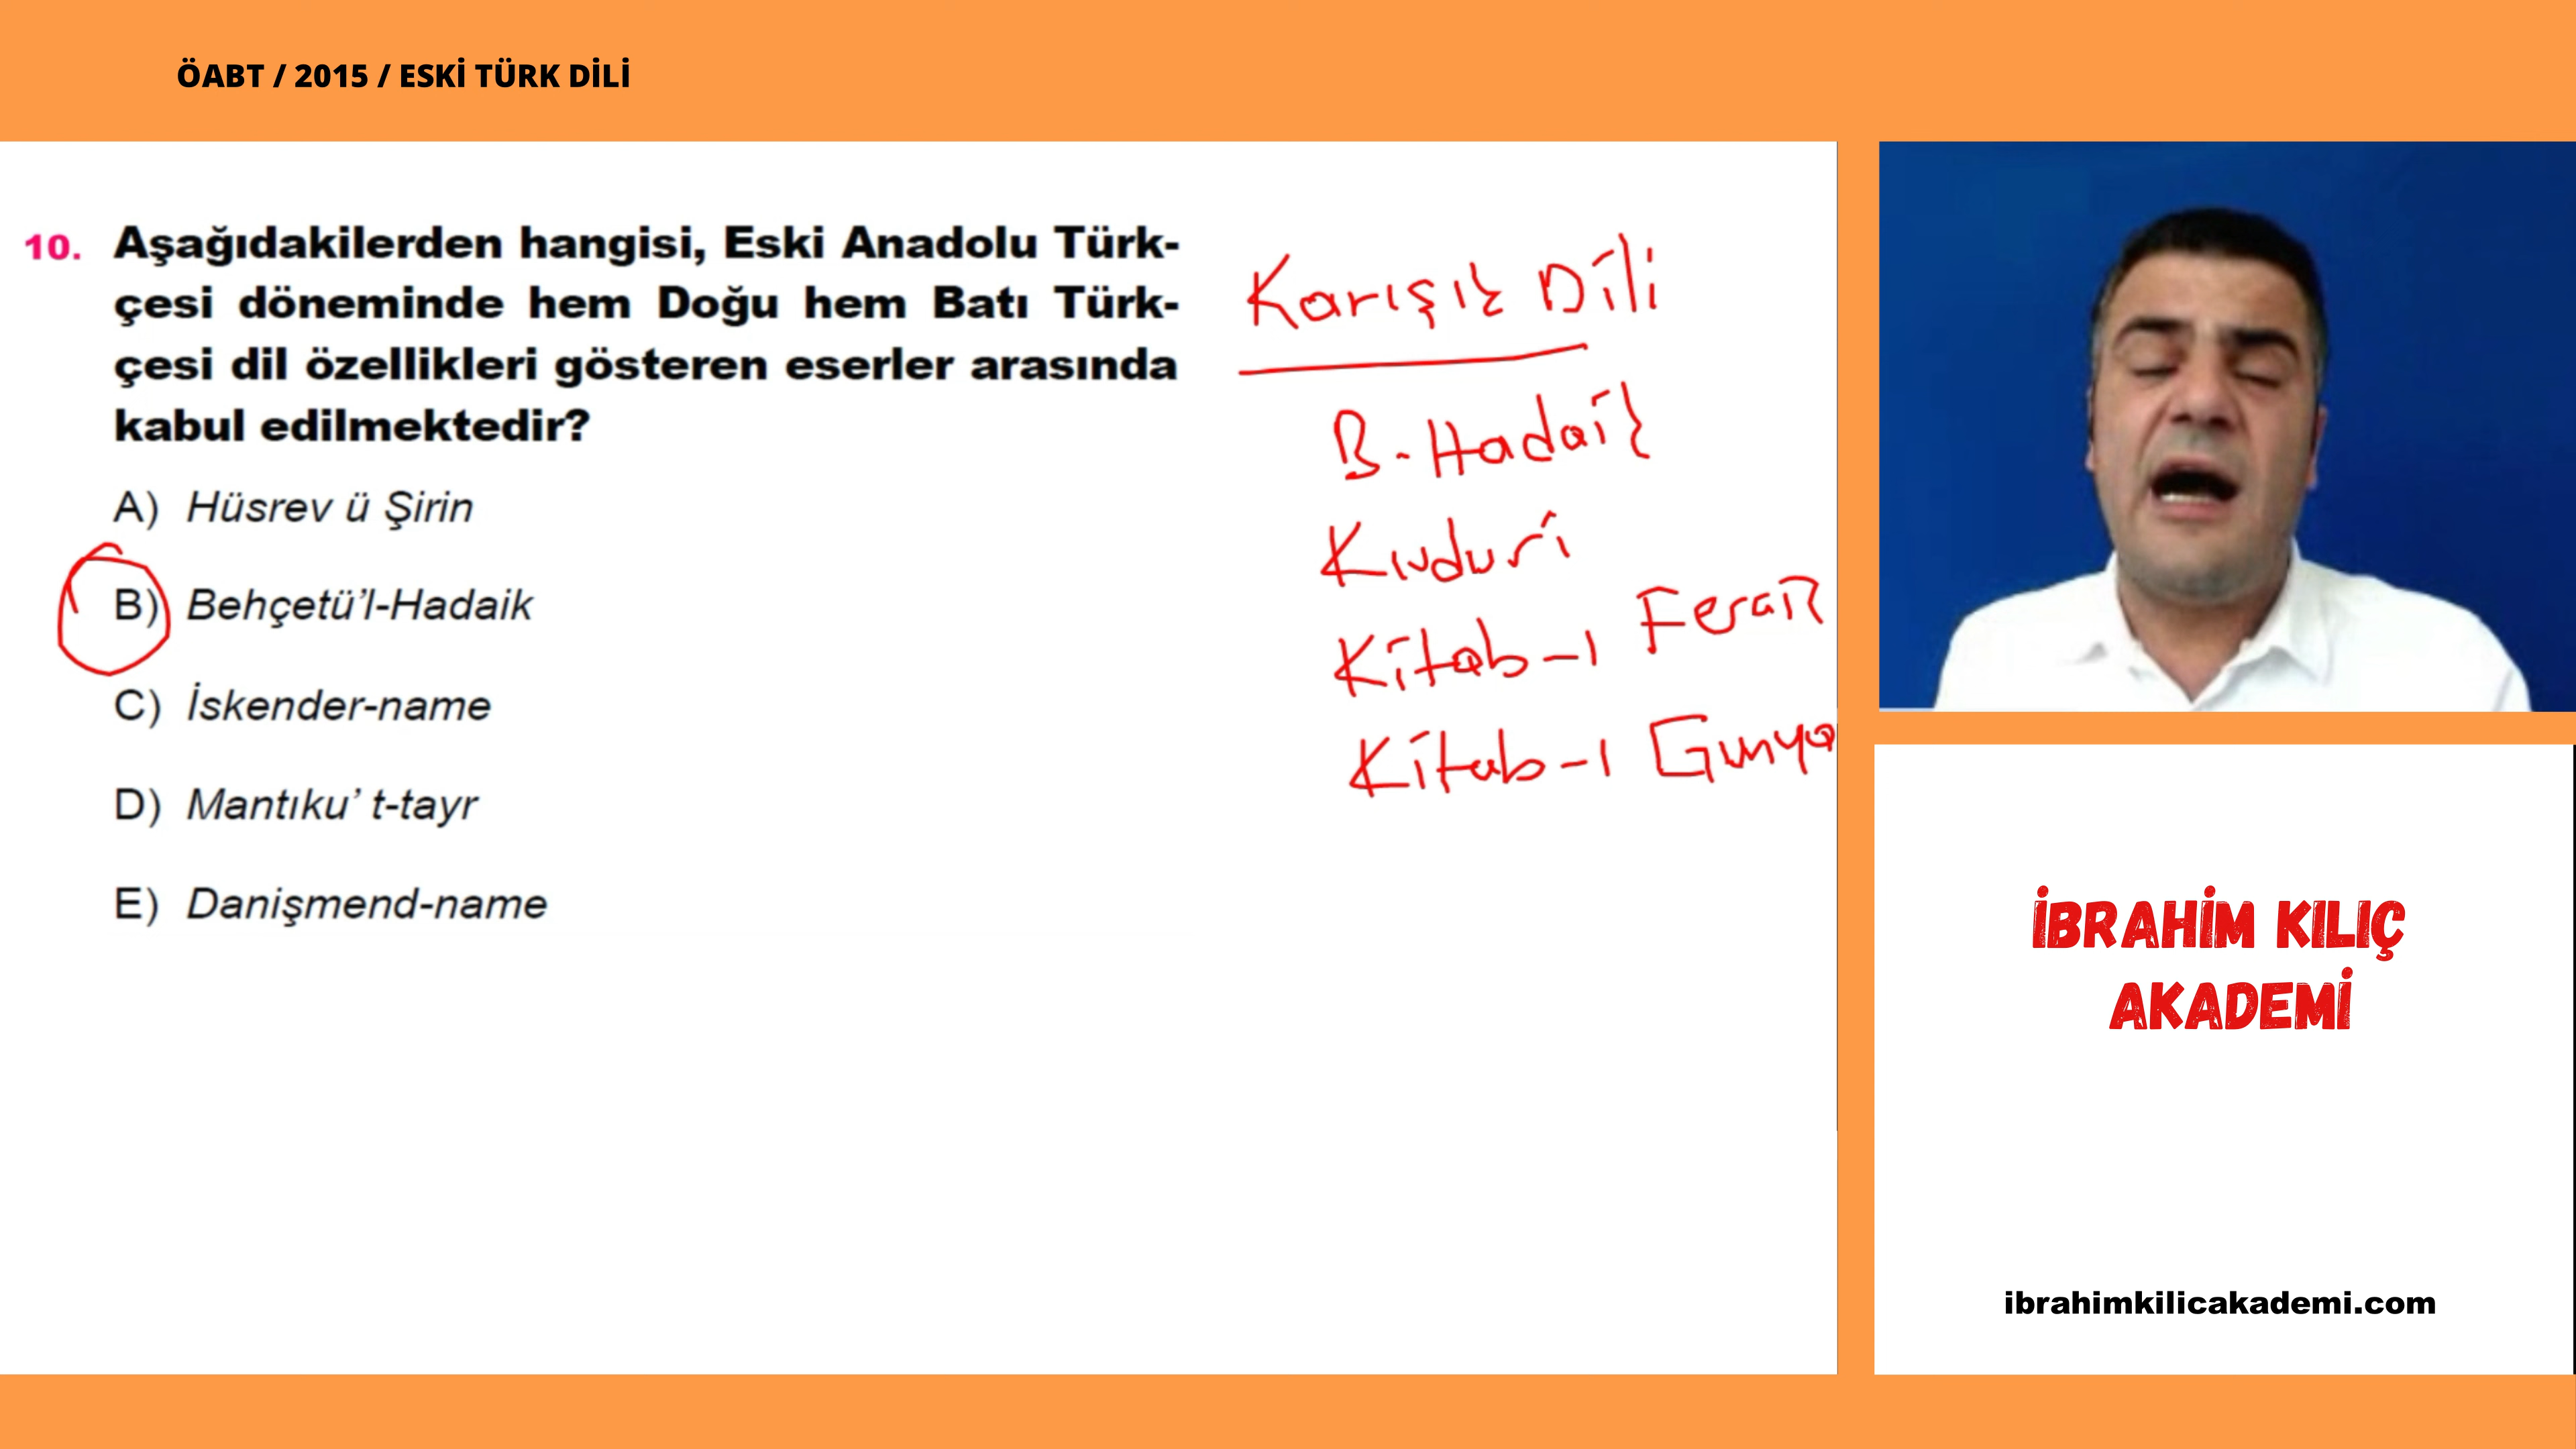 ÖABT / 2015 / ESKİ TÜRK DİLİ
10. Aşağıdakilerden hangisi, Eski Anadolu Türk-
çesi döneminde hem Doğu hem Batı Türk-
çesi dil özellikleri gösteren eserler arasında
kabul edilmektedir?
A) Hüsrev ü Şirin
B) Behçetü’l-Hadaik
C) İskender-name
D) Mantıku’ t-tayr
E) Danişmend-name
Karışık Dili
B-Hadaik
Kuduri
Kitab-ı Feraiz
Kitab-ı Gunya
İBRAHİM KILIÇ
AKADEMİ
ibrahimkilicakademi.com